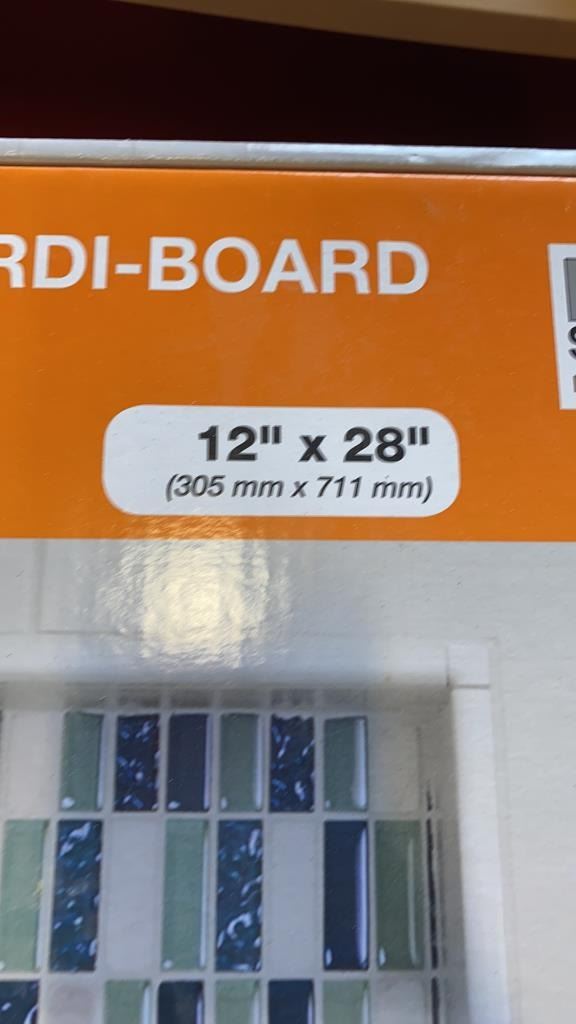 RDI-BOARD
12" x 28"
(305 mm x 711 mm)